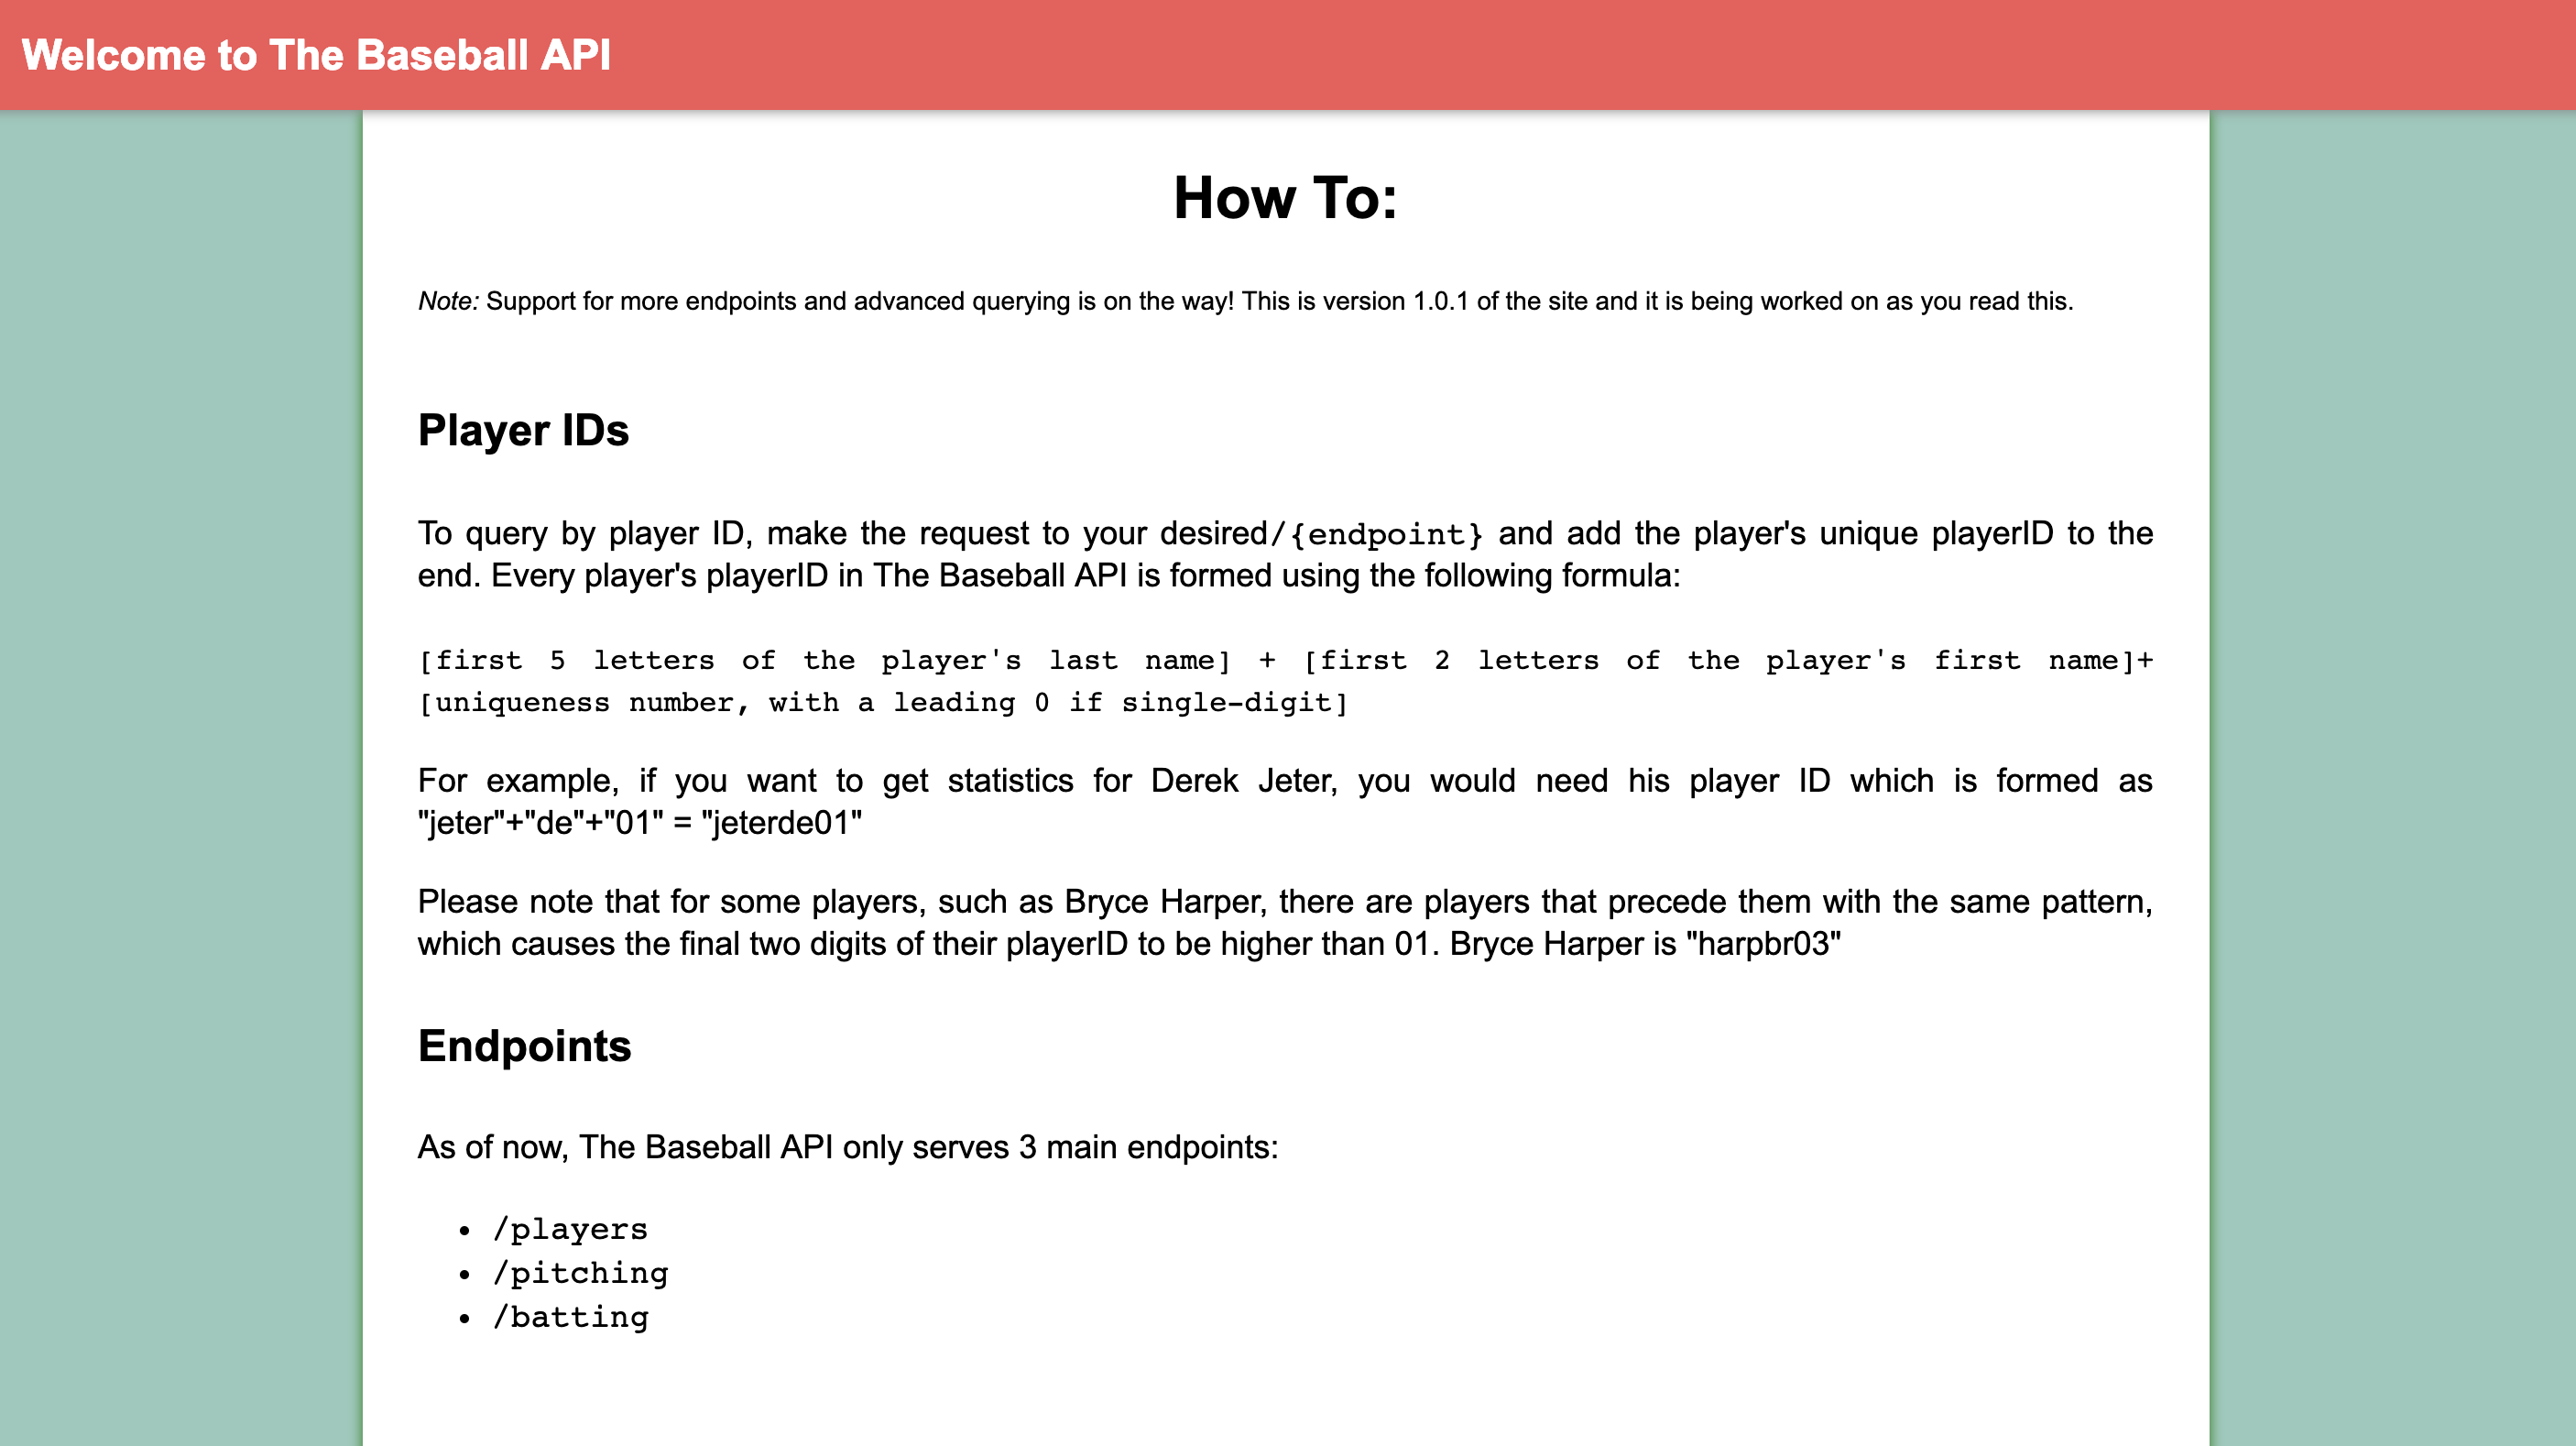 Welcome to The Baseball API
How To:
Note: Support for more endpoints and advanced querying is on the way! This is version 1.0.1 of the site and it is being worked on as you read this.
Player IDs
To query by player ID, make the request to your desired/{endpoint} and add the player's unique playerID to the
end. Every player's playerID in The Baseball API is formed using the following formula:
[first 5 letters of the player's last name] + [first 2 letters of the player's first name]+
[uniqueness number, with a leading 0 if single-digit]
For example, if you want to get statistics for Derek Jeter, you would need his player ID which is formed as
"jeter"+"de"+"01" = "jeterde01"
Please note that for some players, such as Bryce Harper, there are players that precede them with the same pattern,
which causes the final two digits of their playerID to be higher than 01. Bryce Harper is "harpbr03"
Endpoints
As of now, The Baseball API only serves 3 main endpoints:
• /players
• /pitching
• /batting